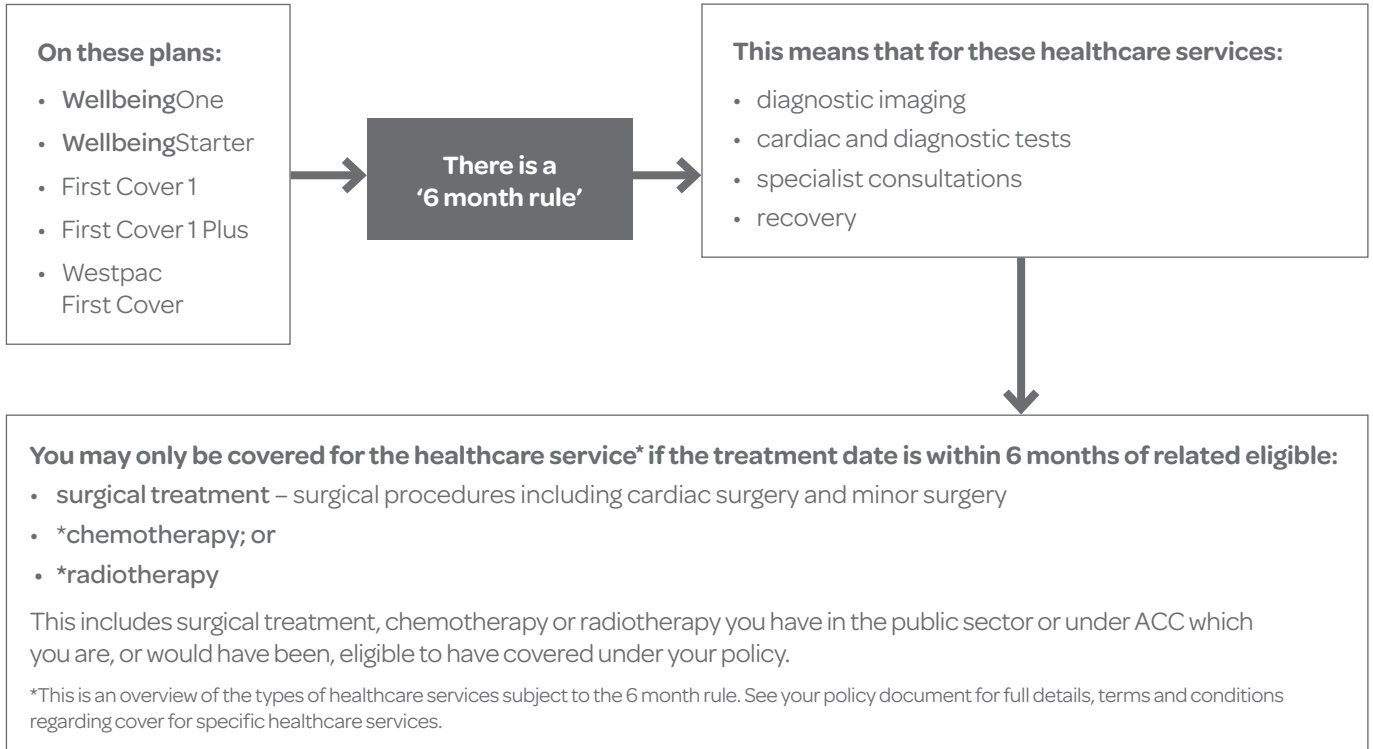 On these plans:
• WellbeingOne
• WellbeingStarter
• First Cover 1
• First Cover 1 Plus
• Westpac
First Cover
There is a
‘6 month rule’
This means that for these healthcare services:
• diagnostic imaging
• cardiac and diagnostic tests
• specialist consultations
• recovery
You may only be covered for the healthcare service* if the treatment date is within 6 months of related eligible:
• surgical treatment – surgical procedures including cardiac surgery and minor surgery
• *chemotherapy; or
• *radiotherapy
This includes surgical treatment, chemotherapy or radiotherapy you have in the public sector or under ACC which
you are, or would have been, eligible to have covered under your policy.
*This is an overview of the types of healthcare services subject to the 6 month rule. See your policy document for full details, terms and conditions
regarding cover for specific healthcare services.